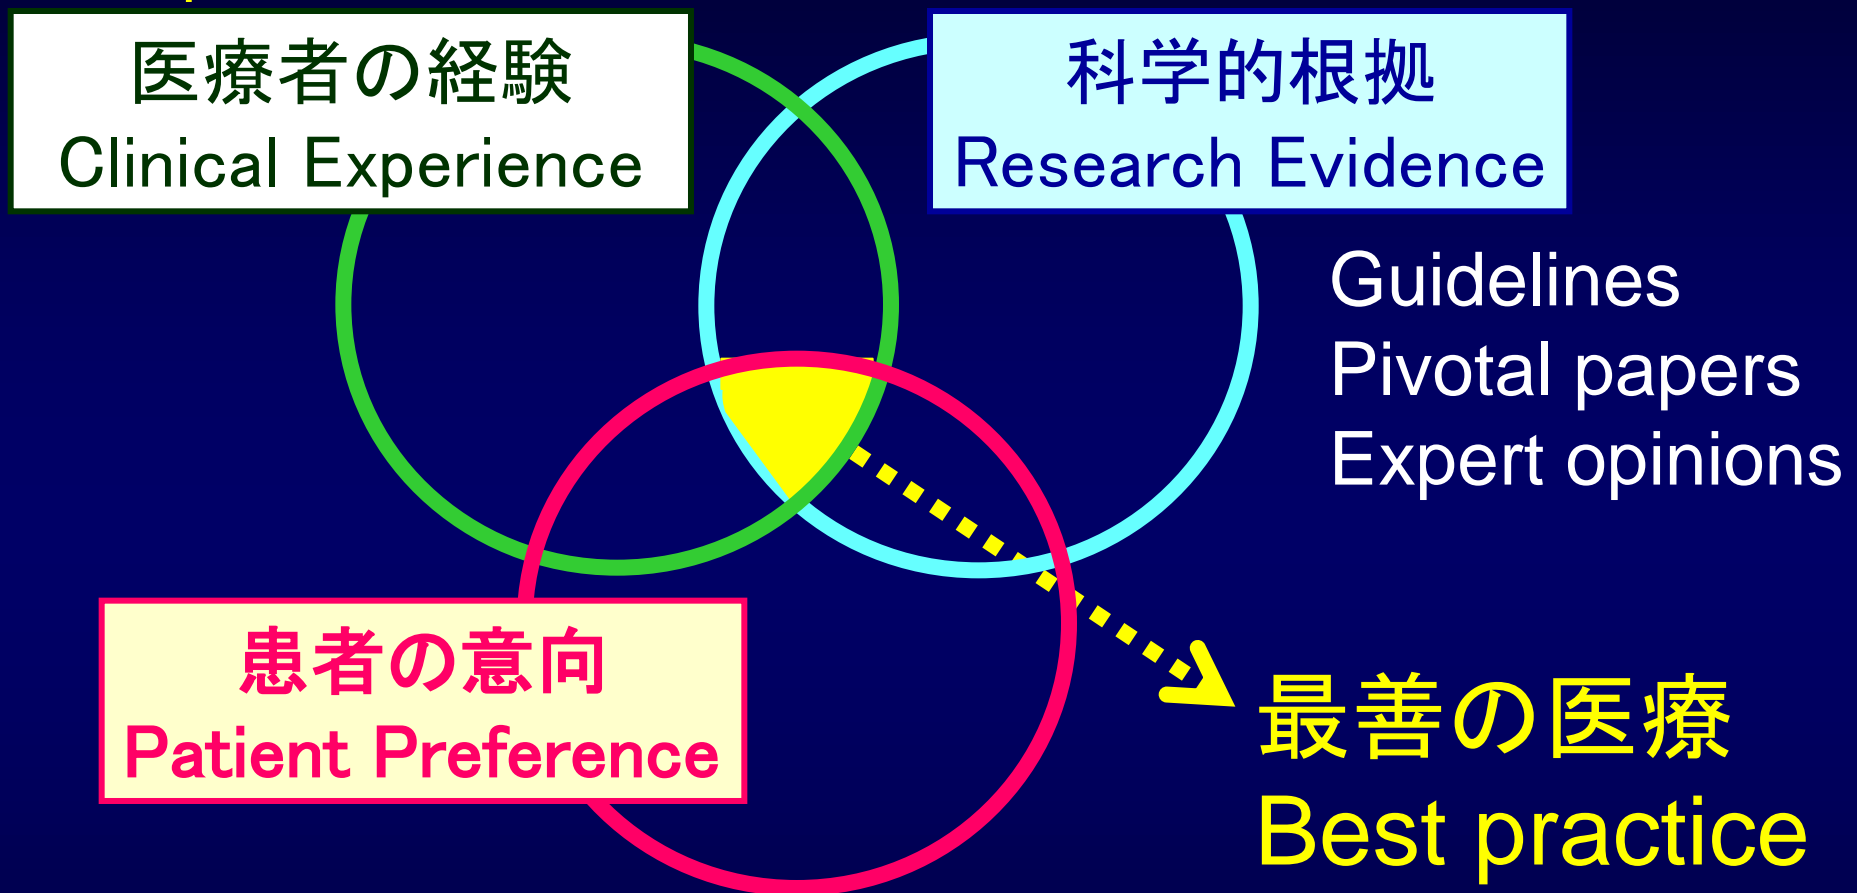 医療者の経験
Clinical Experience
科学的根拠
Research Evidence
Guidelines
Pivotal papers
Expert opinions
患者の意向
Patient Preference
最善の医療
Best practice